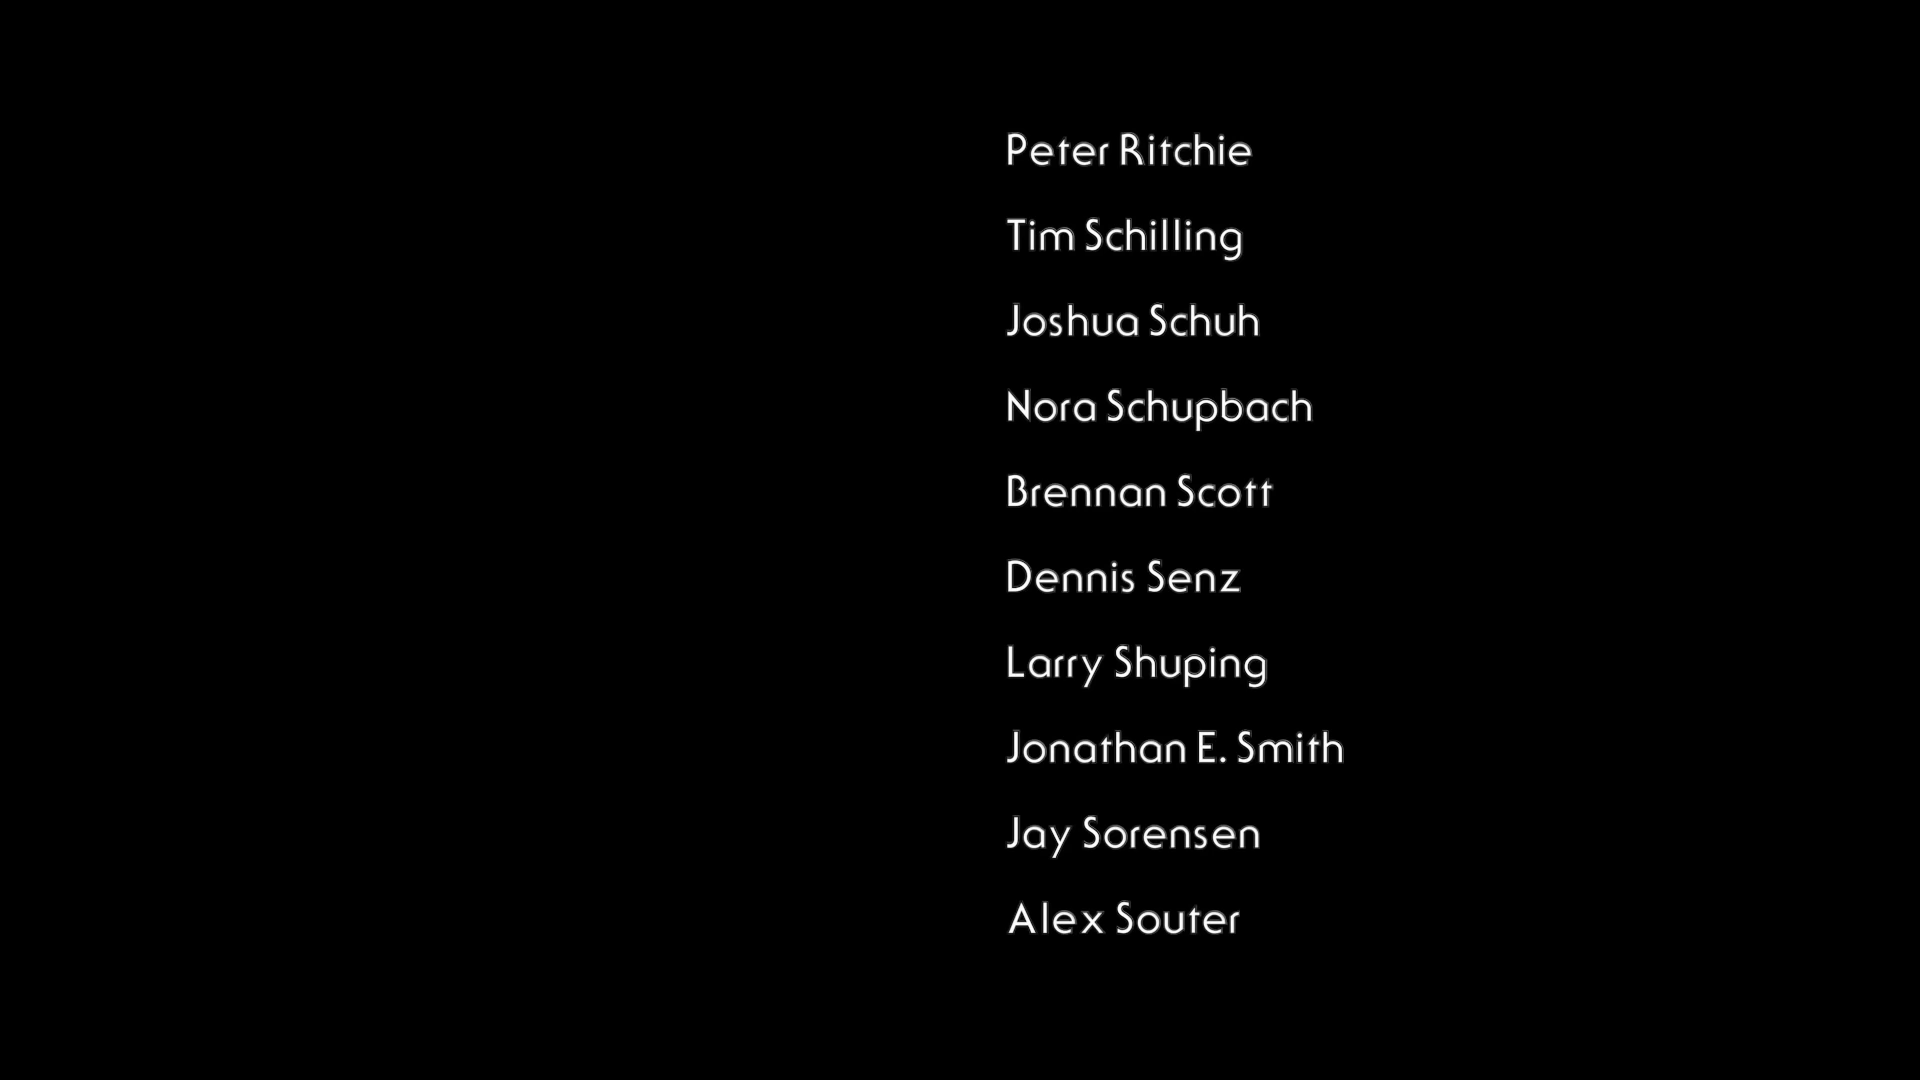 Peter Ritchie
Tim Schilling
Joshua Schuh
Nora Schupbach
Brennan Scott
Dennis Senz
Larry Shuping
Jonathan E. Smith
Jay Sorensen
Alex Souter